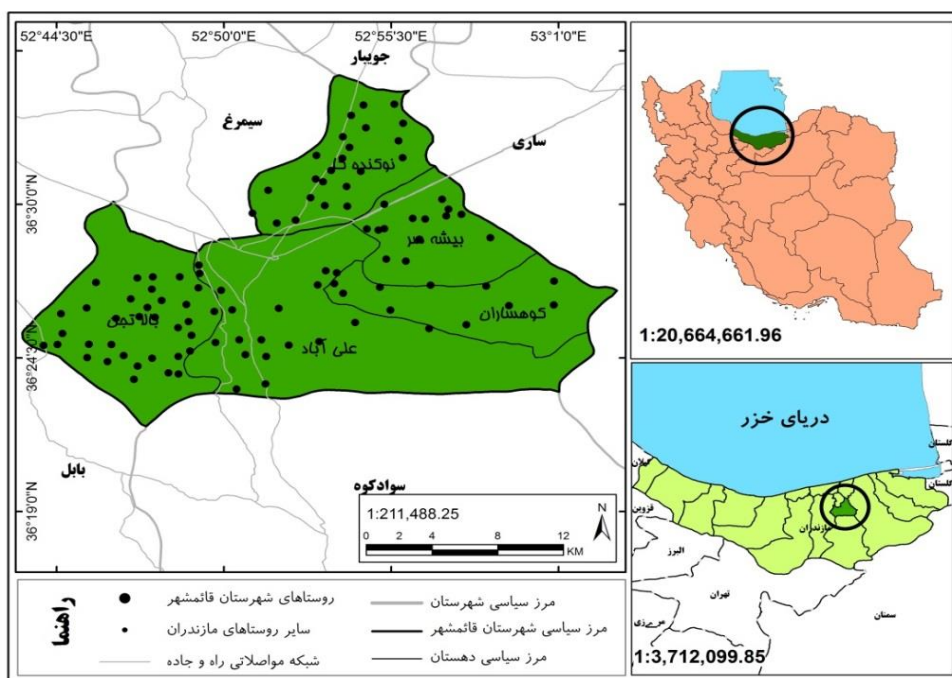 52°44'30"E
52°50'0"E
52°55'30"E
53°1'0"E
36°30'0"N
36°24'30"N
36°19'0"N
جویبار
سیمرغ
ساری
نوکنده کا
بیشه سر
کوهساران
بالاتجن
علی آباد
بابل
سوادکوه
1:211,488.25
N
0 2 4 8 12
KM
1:20,664,661.96
دریای خزر
گلستان
گلستان
گیلان
قزوین
مازندران
البرز
تهران
مرکزی
سمنان
1:3,712,099.85
راهنما
روستاهای شهرستان قائمشهر
سایر روستاهای مازندران
شبکه مواصلاتی راه و جاده
مرز سیاسی شهرستان
مرز سیاسی شهرستان قائمشهر
مرز سیاسی دهستان